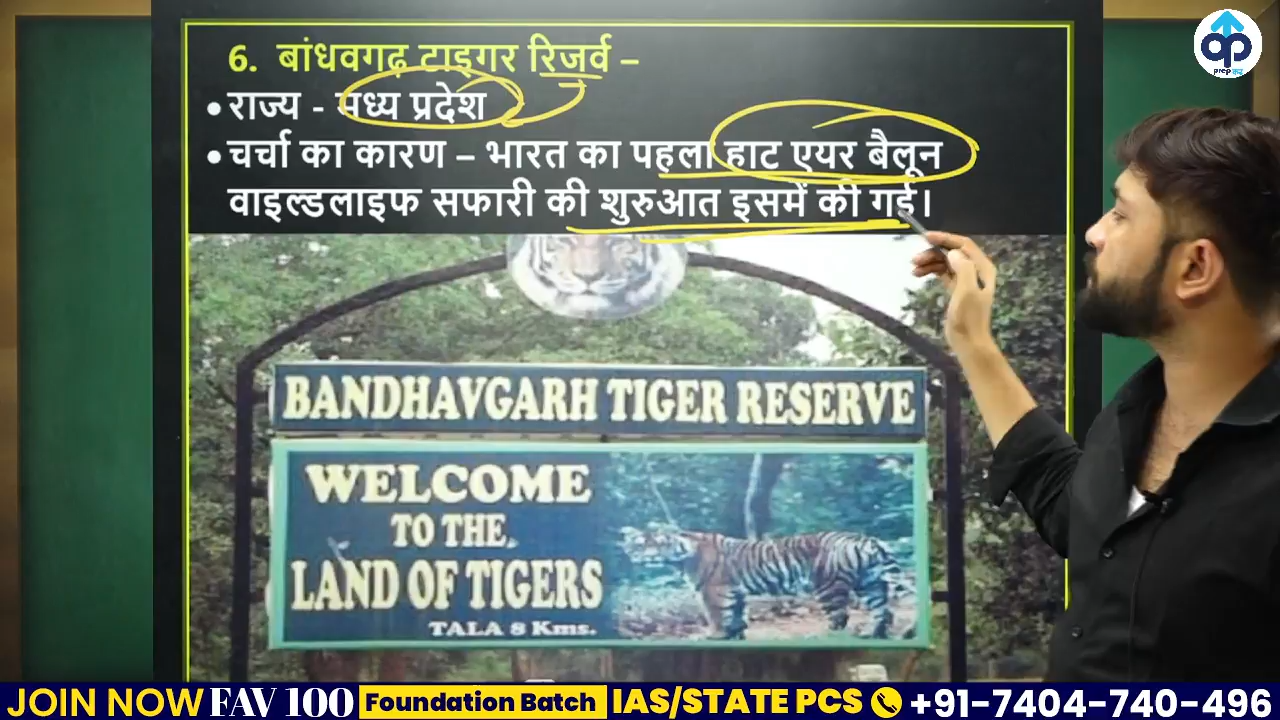 prep कर
6. बांधवगढ़ टाइगर रिजर्व –
•राज्य - मध्य प्रदेश
•चर्चा का कारण – भारत का पहला हाट एयर बैलून
वाइल्डलाइफ सफारी की शुरुआत इसमें की गई।
BANDHAVGARH TIGER RESERVE
WELCOME
TO THE
LAND OF TIGERS
TALA 8 Kms.
JOIN NOW FAV 100 Foundation Batch IAS/STATE PCS +91-7404-740-496